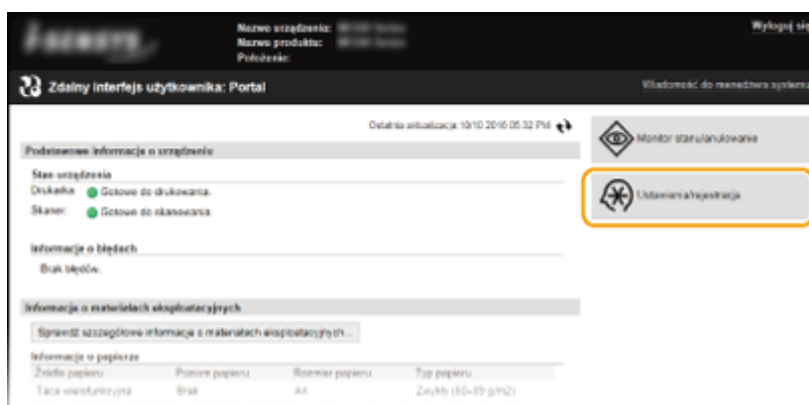 Nazwa urządzenia:
Nazwa produktu:
Położenie:
Wyloguj się
Zdalny interfejs użytkownika: Portal
Wiadomość do menedżera systemu
Ostatnia aktualizacja: 10/10 2016 05:32 PM
Podstawowe informacje o urządzeniu
Stan urządzenia
Drukarka: Gotowe do drukowania.
Skaner: Gotowe do skanowania.
Informacje o błędach
Brak błędów.
Informacje o materiałach eksploatacyjnych
Sprawdź szczegółowe informacje o materiałach eksploatacyjnych...
Informacje o papierze
Źródło papieru Poziom papieru Rozmiar papieru Typ papieru
Taca wielofunkcyjna Brak A4 Zwykły (60–89 g/m2)
Monitor stanu/anulowanie
Ustawienia/rejestracja